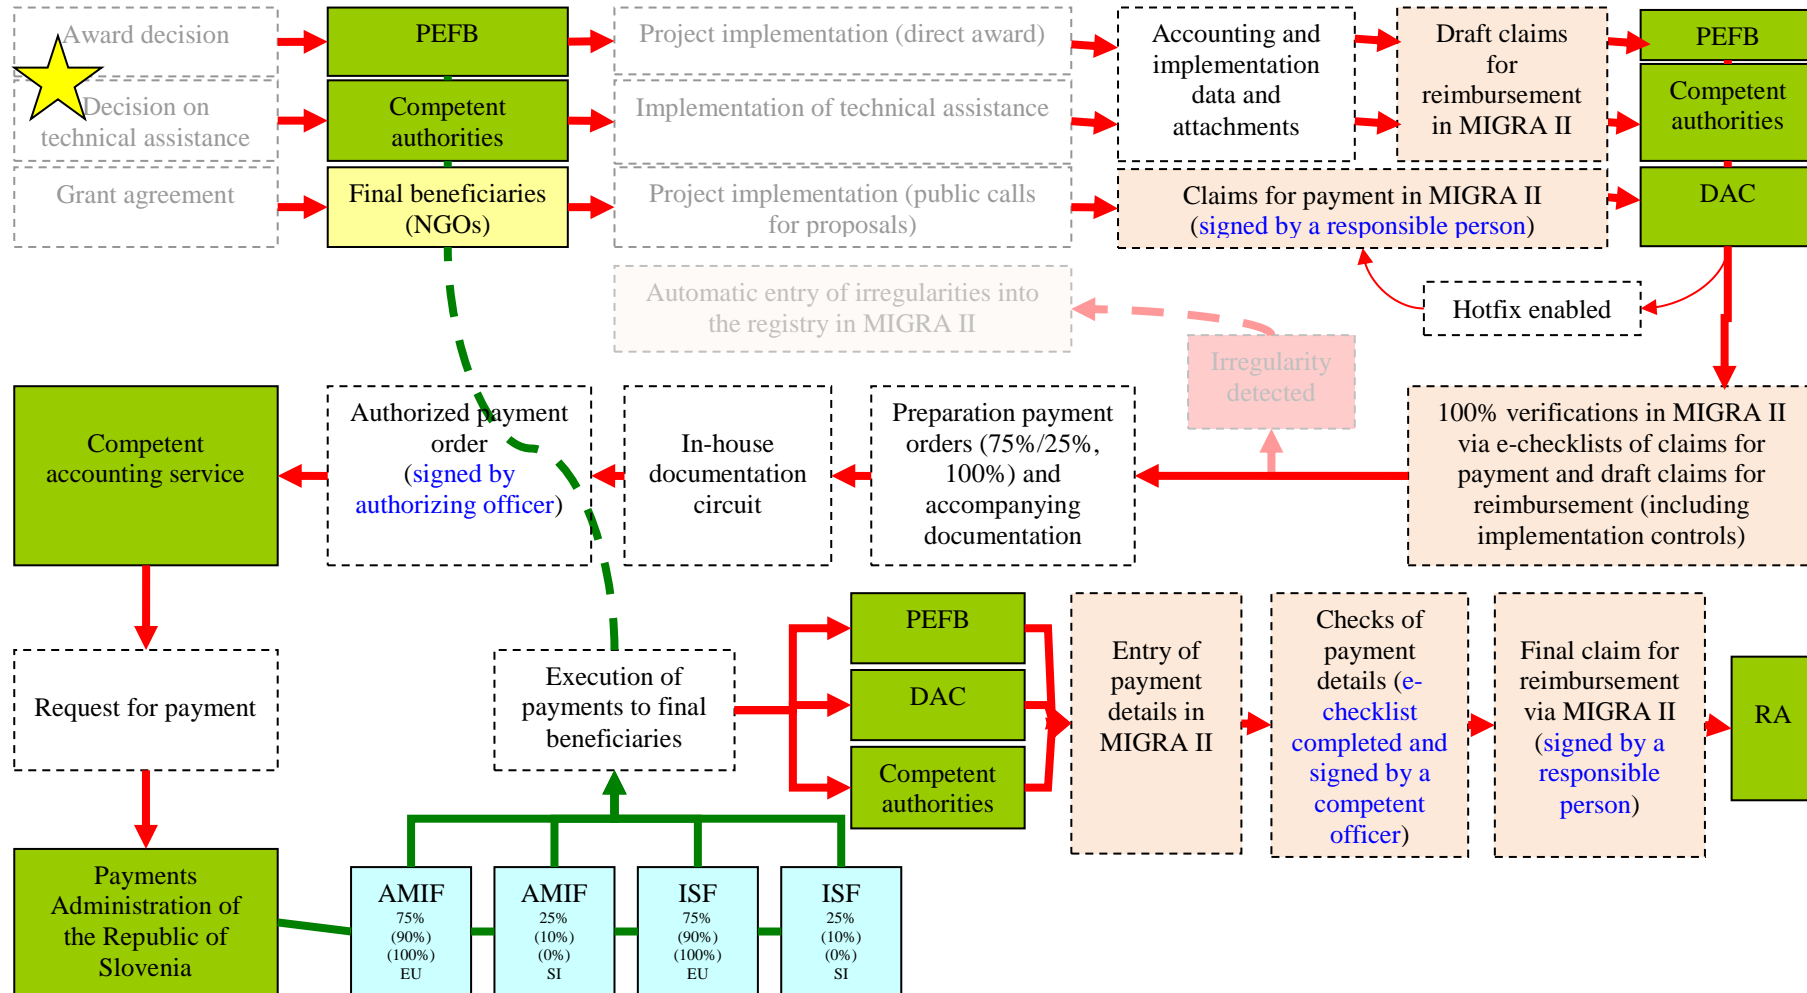 Award decision
PEFB
Project implementation (direct award)
Accounting and
implementation
data and
attachments
Draft claims
for
reimbursement
in MIGRA II
PEFB
Decision on
technical assistance
Competent
authorities
Implementation of technical assistance
Competent
authorities
Grant agreement
Final beneficiaries
(NGOs)
Project implementation (public calls
for proposals)
Claims for payment in MIGRA II
(signed by a responsible person)
DAC
Automatic entry of irregularities into
the registry in MIGRA II
Hotfix enabled
Irregularity
detected
Competent
accounting service
Authorized payment
order
(signed by
authorizing officer)
In-house
documentation
circuit
Preparation payment
orders (75%/25%,
100%) and
accompanying
documentation
100% verifications in MIGRA II
via e-checklists of claims for
payment and draft claims for
reimbursement (including
implementation controls)
Request for payment
Execution of
payments to final
beneficiaries
PEFB
DAC
Competent
authorities
Entry of
payment
details in
MIGRA II
Checks of
payment
details (e-
checklist
completed and
signed by a
competent
officer)
Final claim for
reimbursement
via MIGRA II
(signed by a
responsible
person)
RA
Payments
Administration of
the Republic of
Slovenia
AMIF
75%
(90%)
(100%)
EU
AMIF
25%
(10%)
(0%)
SI
ISF
75%
(90%)
(100%)
EU
ISF
25%
(10%)
(0%)
SI